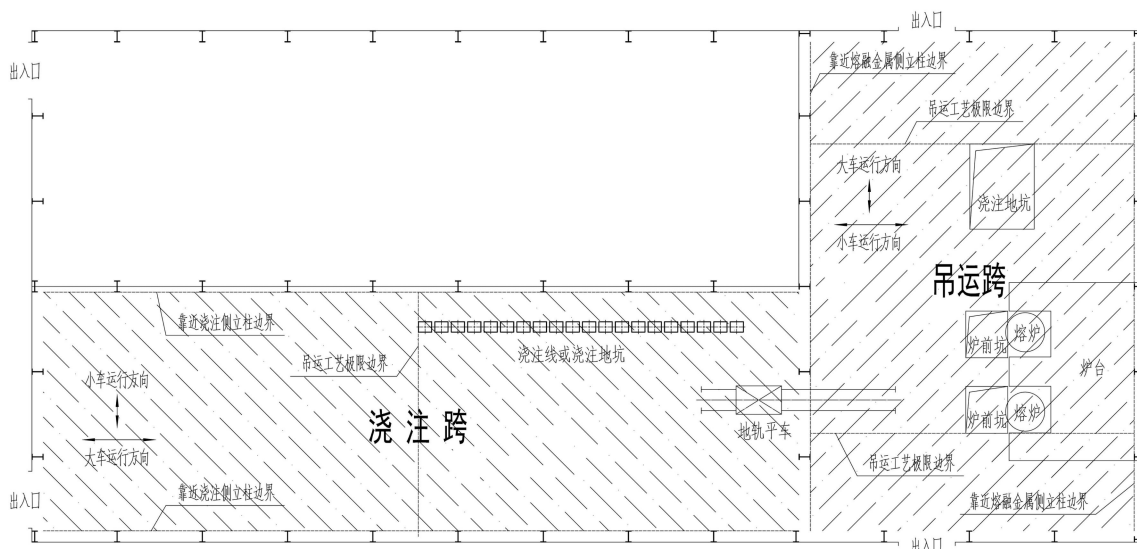 出入口
出入口
靠近熔融金属侧立柱边界
吊运工艺极限边界
大车运行方向
小车运行方向
浇注地坑
吊运跨
靠近浇注侧立柱边界
浇注线或浇注地坑
吊运工艺极限边界
炉前坑
熔炉
炉台
小车运行方向
大车运行方向
浇注跨
地轨平车
炉前坑
熔炉
吊运工艺极限边界
靠近浇注侧立柱边界
靠近熔融金属侧立柱边界
出入口
出入口